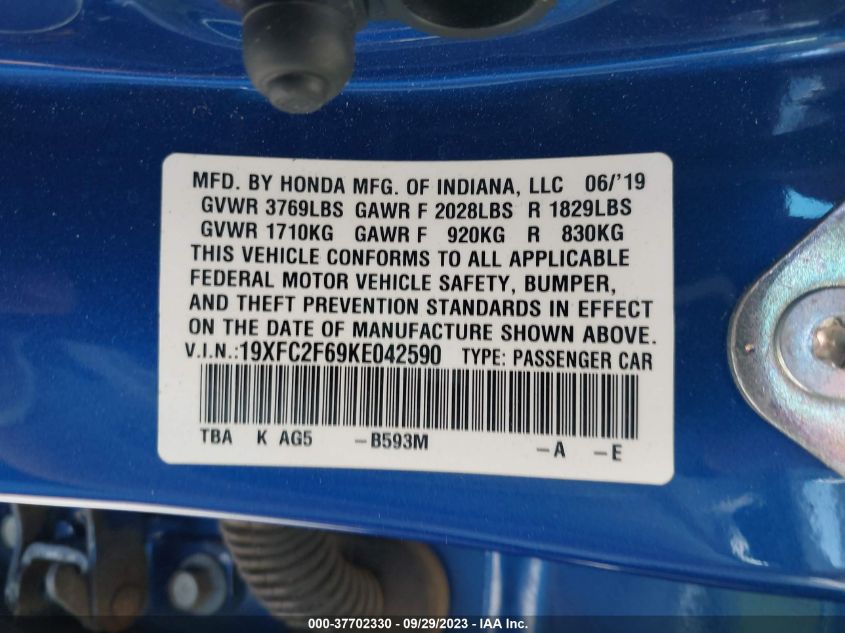 MFD. BY HONDA MFG. OF INDIANA, LLC 06/'19
GVWR 3769LBS GAWR F 2028LBS R 1829LBS
GVWR 1710KG GAWR F 920KG R 830KG
THIS VEHICLE CONFORMS TO ALL APPLICABLE
FEDERAL MOTOR VEHICLE SAFETY, BUMPER,
AND THEFT PREVENTION STANDARDS IN EFFECT
ON THE DATE OF MANUFACTURE SHOWN ABOVE.
V.I.N.:19XFC2F69KE042590 TYPE: PASSENGER CAR
TBA K AG5 -B593M -A -E
000-37702330 - 09/29/2023 - IAA Inc.